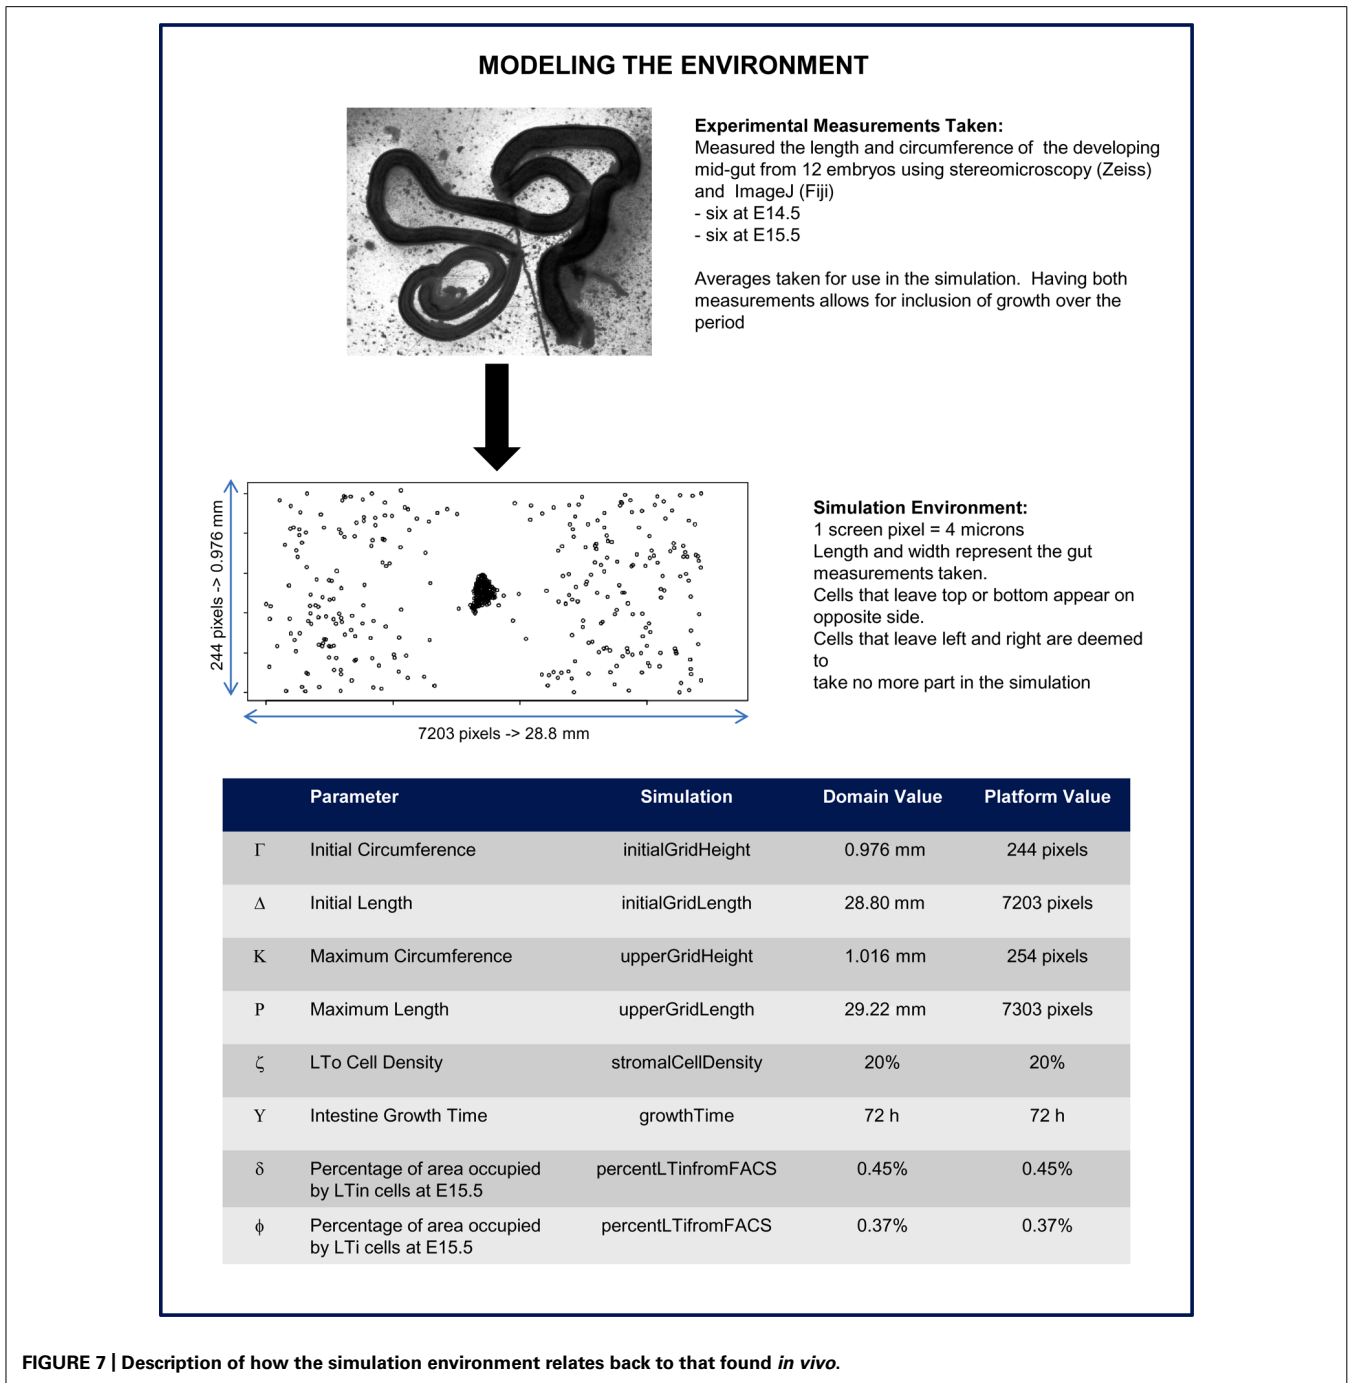 MODELING THE ENVIRONMENT
Experimental Measurements Taken:
Measured the length and circumference of the developing
mid-gut from 12 embryos using stereomicroscopy (Zeiss)
and ImageJ (Fiji)
- six at E14.5
- six at E15.5
Averages taken for use in the simulation. Having both
measurements allows for inclusion of growth over the
period
244 pixels -> 0.976 mm
7203 pixels -> 28.8 mm
Simulation Environment:
1 screen pixel = 4 microns
Length and width represent the gut
measurements taken.
Cells that leave top or bottom appear on
opposite side.
Cells that leave left and right are deemed
to
take no more part in the simulation
Parameter Simulation Domain Value Platform Value
Γ Initial Circumference initialGridHeight 0.976 mm 244 pixels
Δ Initial Length initialGridLength 28.80 mm 7203 pixels
K Maximum Circumference upperGridHeight 1.016 mm 254 pixels
P Maximum Length upperGridLength 29.22 mm 7303 pixels
ζ LTo Cell Density stromalCellDensity 20% 20%
Υ Intestine Growth Time growthTime 72 h 72 h
δ Percentage of area occupied percentLTinfromFACS 0.45% 0.45%
by LTin cells at E15.5
ϕ Percentage of area occupied percentLTifromFACS 0.37% 0.37%
by LTi cells at E15.5
FIGURE 7 | Description of how the simulation environment relates back to that found in vivo.